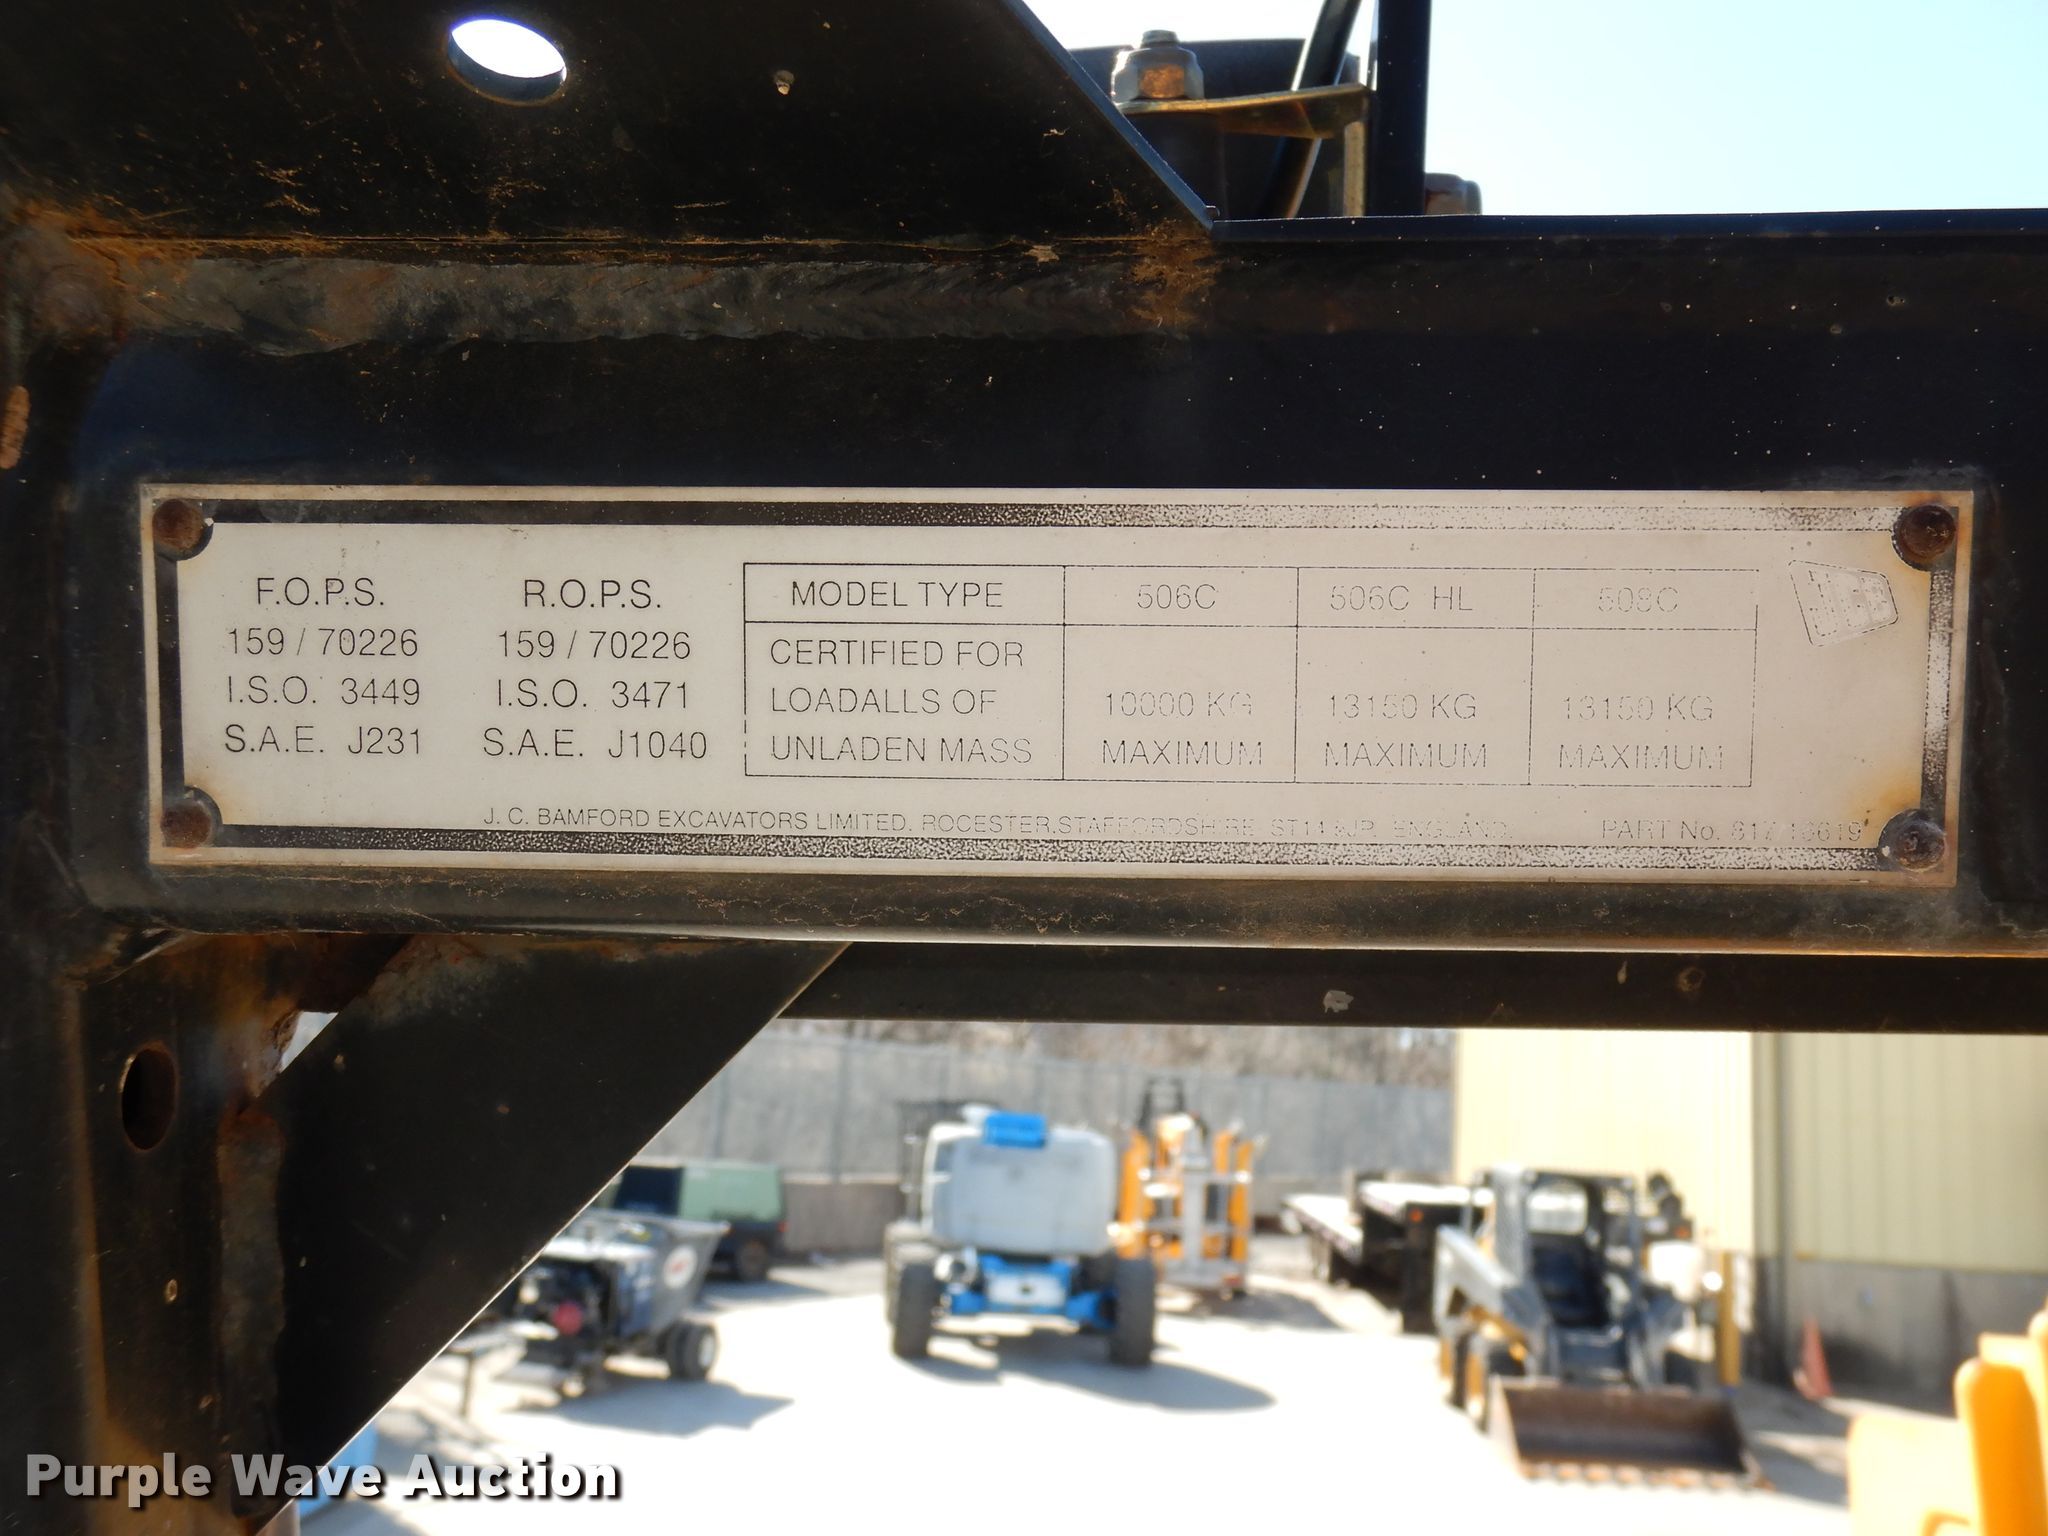 F.O.P.S.
159 / 70226
I.S.O. 3449
S.A.E. J231
R.O.P.S.
159 / 70226
I.S.O. 3471
S.A.E. J1040
MODEL TYPE 506C 506C HL 508C
CERTIFIED FOR
LOADALLS OF 10000 KG 13150 KG 13150 KG
UNLADEN MASS MAXIMUM MAXIMUM MAXIMUM
JCB
J. C. BAMFORD EXCAVATORS LIMITED. ROCESTER. STAFFORDSHIRE ENGLAND. PART No.
Purple Wave Auction